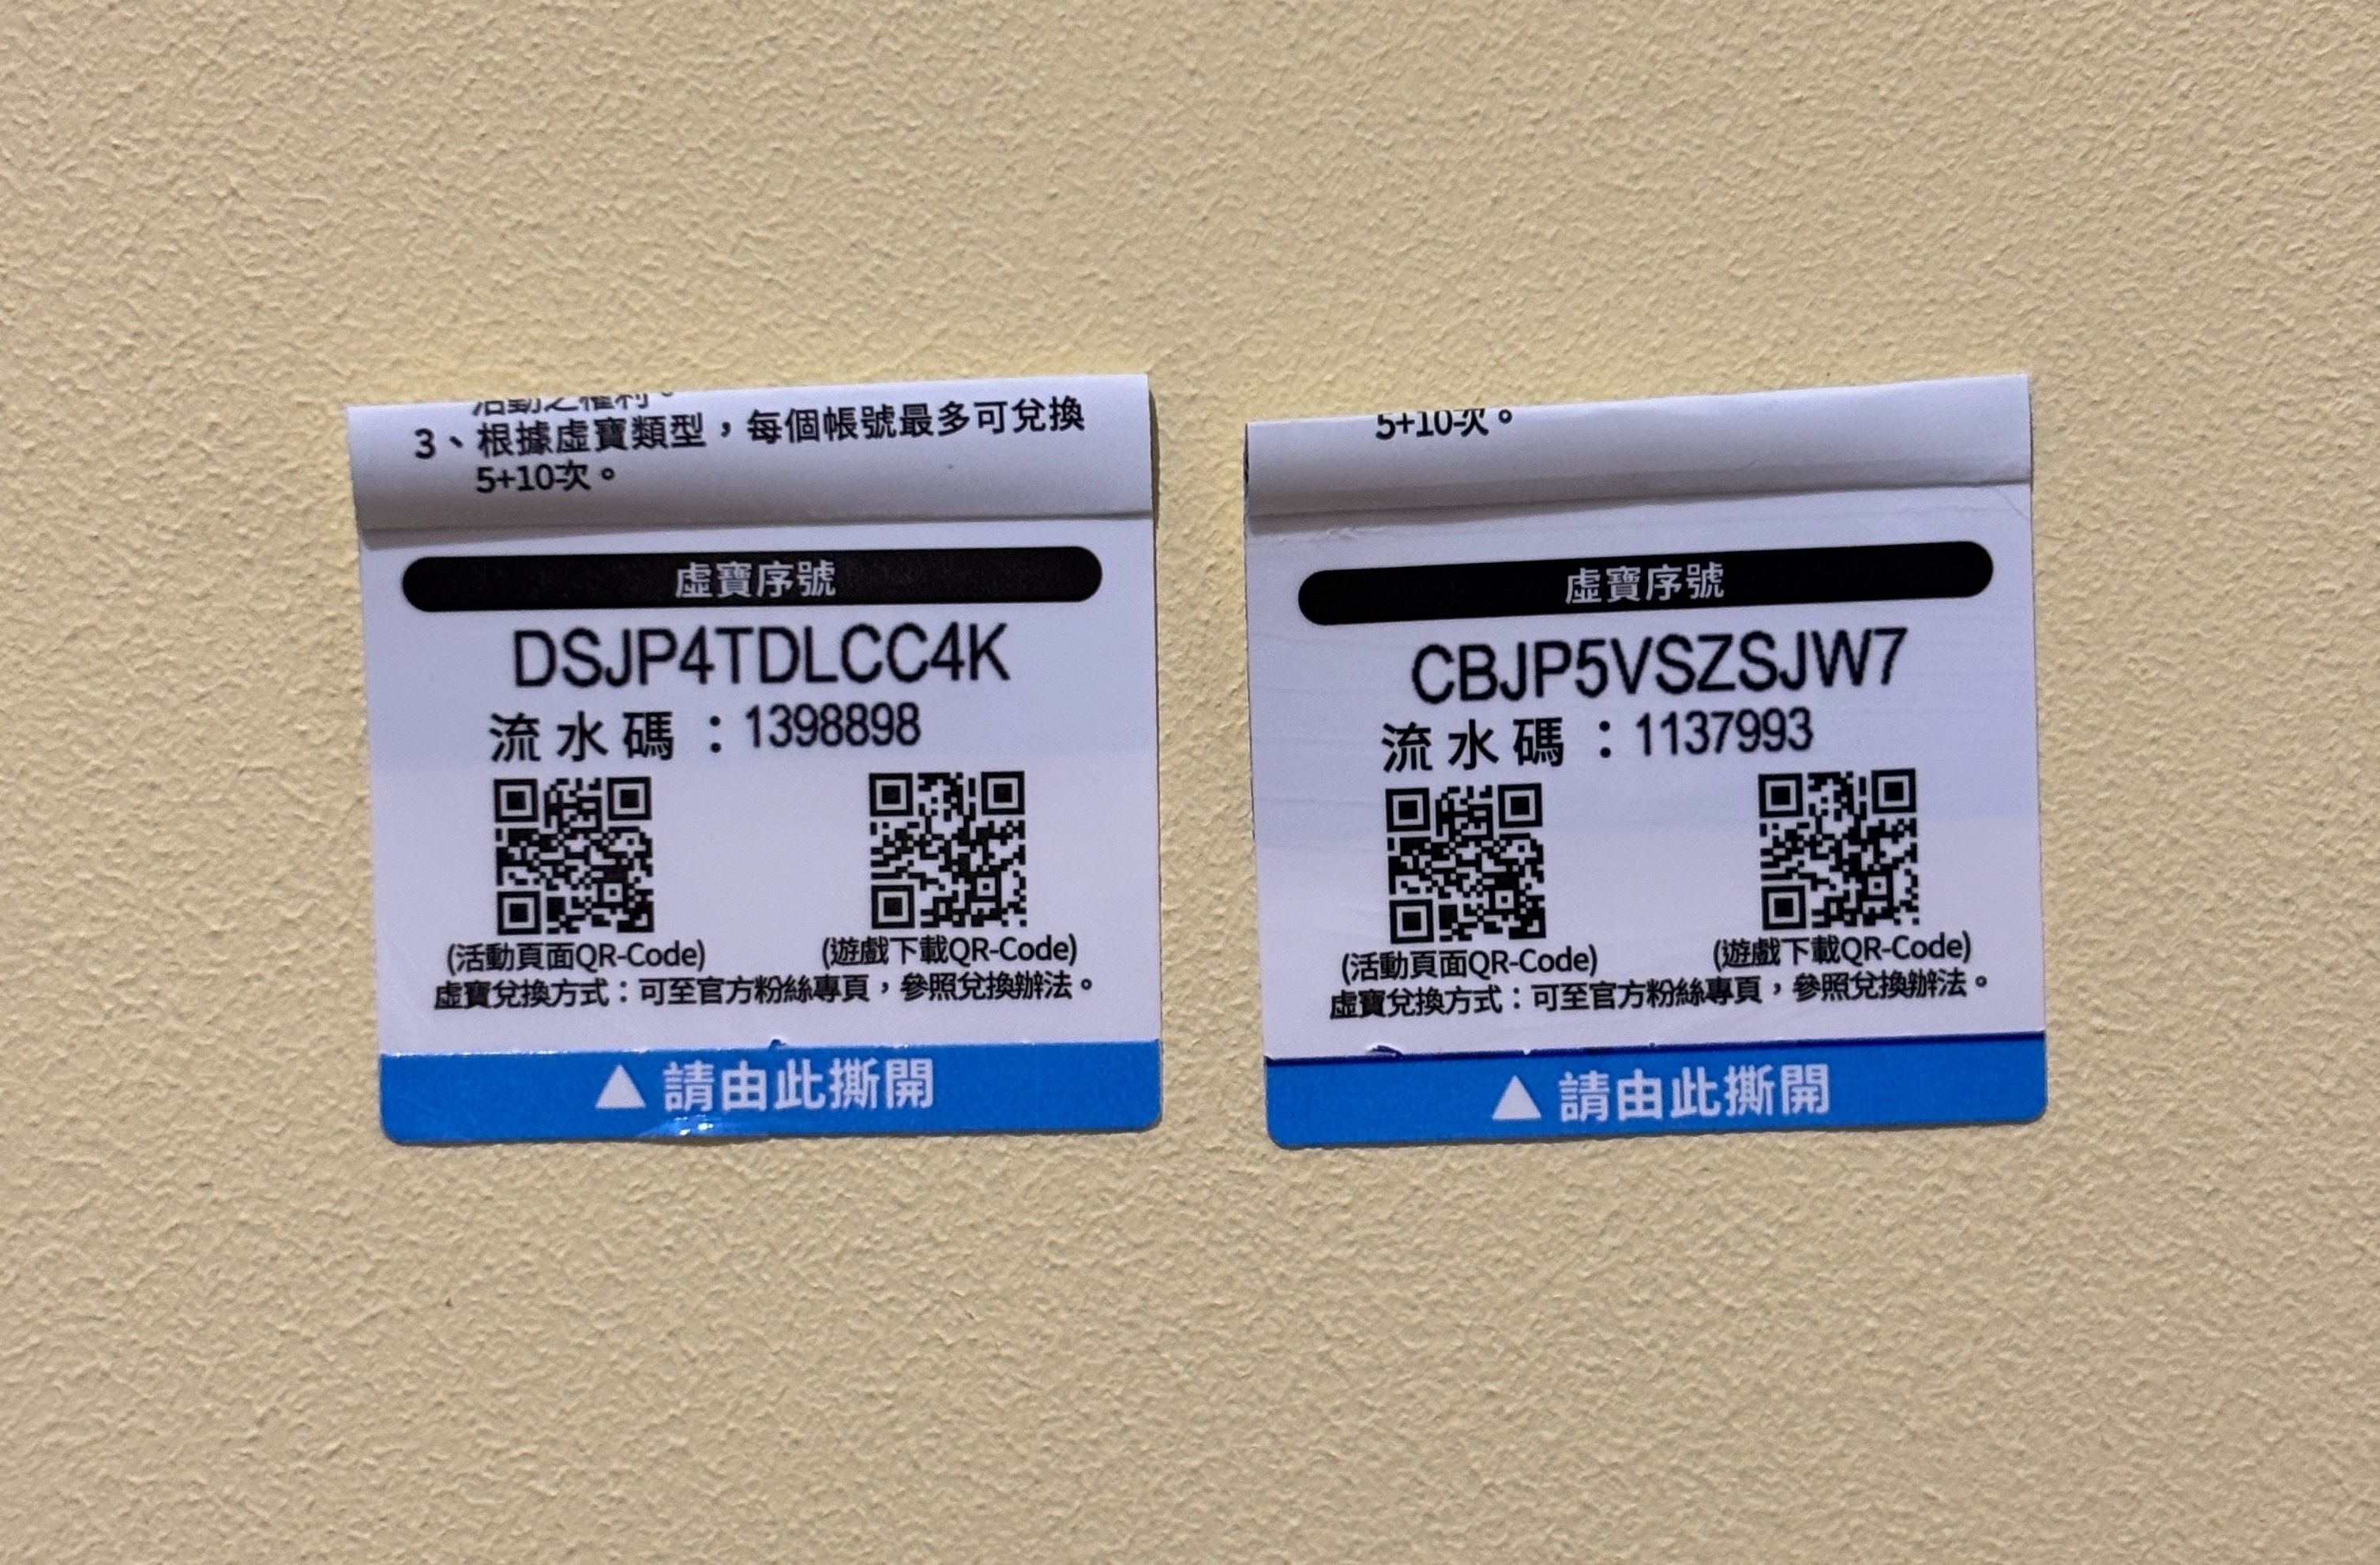 活動之權利。
3、根據虛寶類型，每個帳號最多可兌換
5+10次。
虛寶序號
DSJP4TDLCC4K
流水碼：1398898
(活動頁面QR-Code)
(遊戲下載QR-Code)
虛寶兌換方式：可至官方粉絲專頁，參照兌換辦法。
▲請由此撕開
5+10次。
虛寶序號
CBJP5VSZSJW7
流水碼：1137993
(活動頁面QR-Code)
(遊戲下載QR-Code)
虛寶兌換方式：可至官方粉絲專頁，參照兌換辦法。
▲請由此撕開